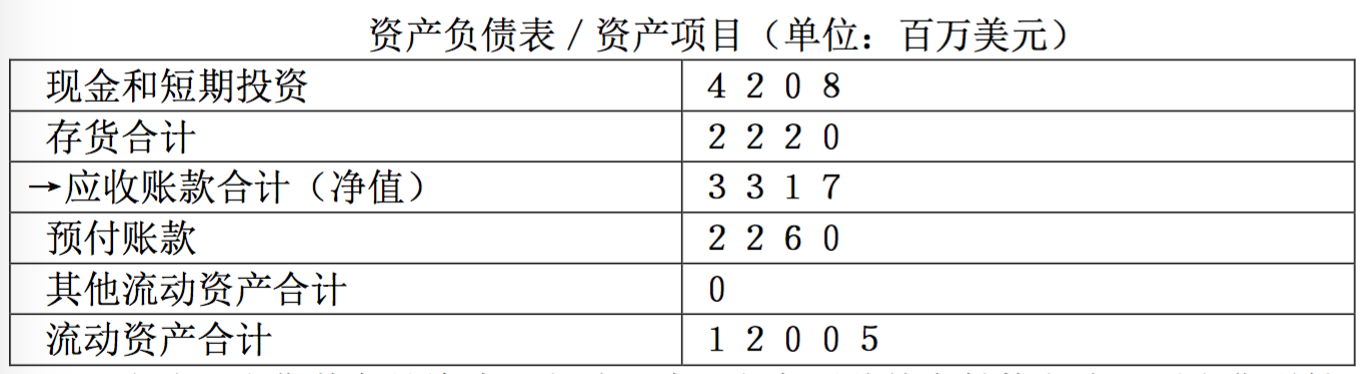 资产负债表／资产项目（单位：百万美元）
现金和短期投资 4208
存货合计 2220
→应收账款合计（净值） 3317
预付账款 2260
其他流动资产合计 0
流动资产合计 12005